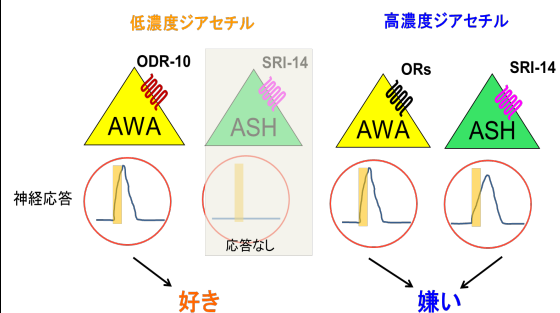 低濃度ジアセチル
高濃度ジアセチル
ODR-10
SRI-14
ORs
SRI-14
AWA
ASH
AWA
ASH
神経応答
応答なし
好き
嫌い